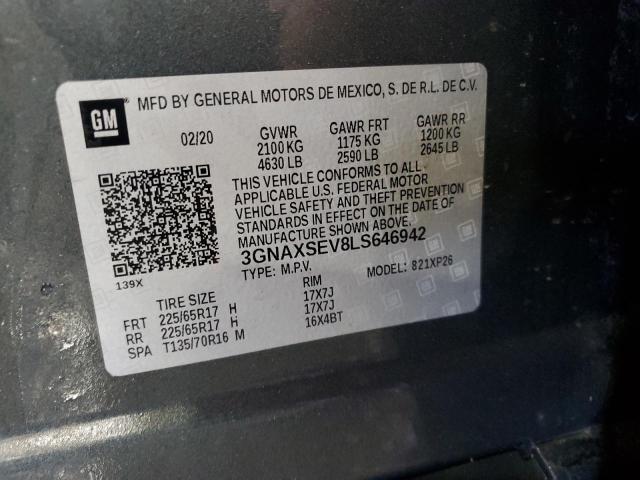 GM
MFD BY GENERAL MOTORS DE MEXICO, S. DE R.L. DE C.V.
02/20 GVWR GAWR FRT GAWR RR
2100 KG 1175 KG 1200 KG
4630 LB 2590 LB 2645 LB
THIS VEHICLE CONFORMS TO ALL
APPLICABLE U.S. FEDERAL MOTOR
VEHICLE SAFETY AND THEFT PREVENTION
STANDARDS IN EFFECT ON THE DATE OF
MANUFACTURE SHOWN ABOVE.
3GNAXSEV8LS646942
139X TYPE: M.P.V. MODEL: 821XP26
TIRE SIZE RIM
FRT 225/65R17 H 17X7J
RR 225/65R17 H 17X7J
SPA T135/70R16 M 16X4BT